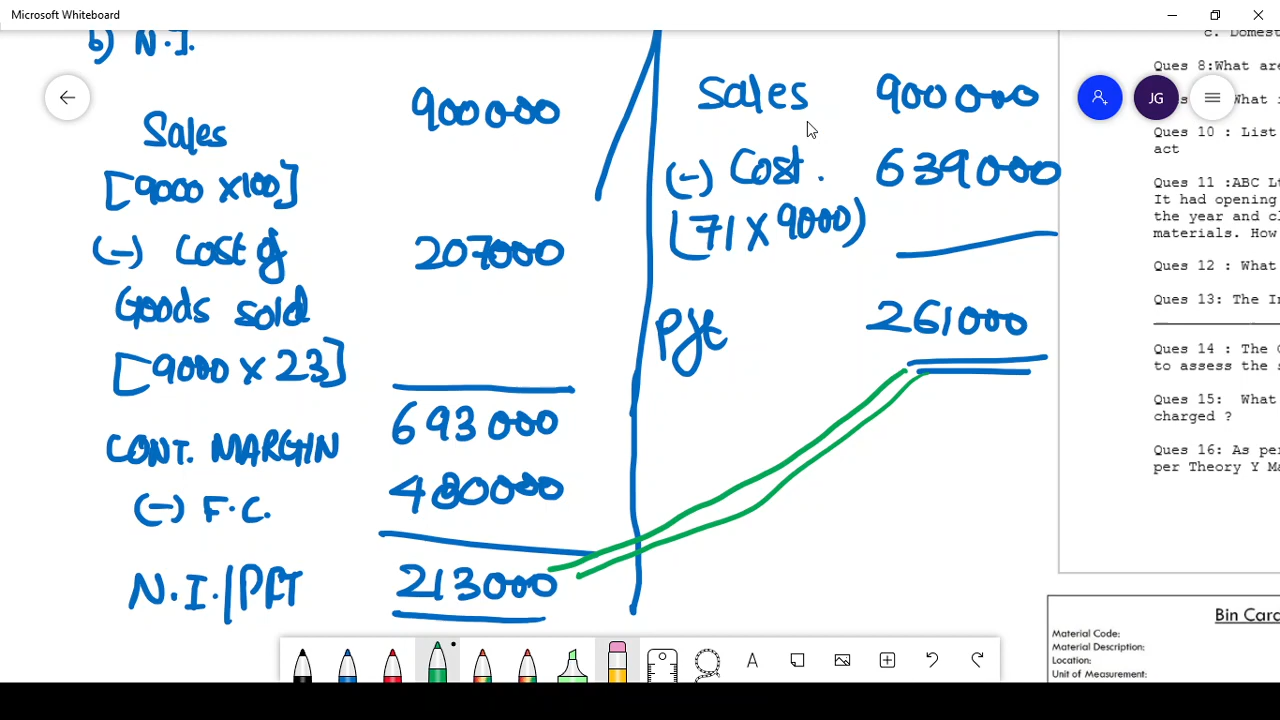 Microsoft Whiteboard
b) N.I.
Sales 900000
[9000 x100]
(-) Cost of 207000
Goods sold
[9000 x 23]
CONT. MARGIN 693000
(-) F.C. 480000
N.I./PFT 213000
Sales 900000
(-) Cost. 639000
(71 x 9000)
Pft 261000
JG
c. Domest
Ques 8:What are
What i
Ques 10 : List
act
Ques 11 :ABC Lt
It had opening
the year and cl
materials. How
Ques 12 : What
Ques 13: The In
Ques 14 : The C
to assess the s
Ques 15: What
charged ?
Ques 16: As per
per Theory Y Ma
Bin Card
Material Code:
Material Description:
Location:
Unit of Measurement:
A